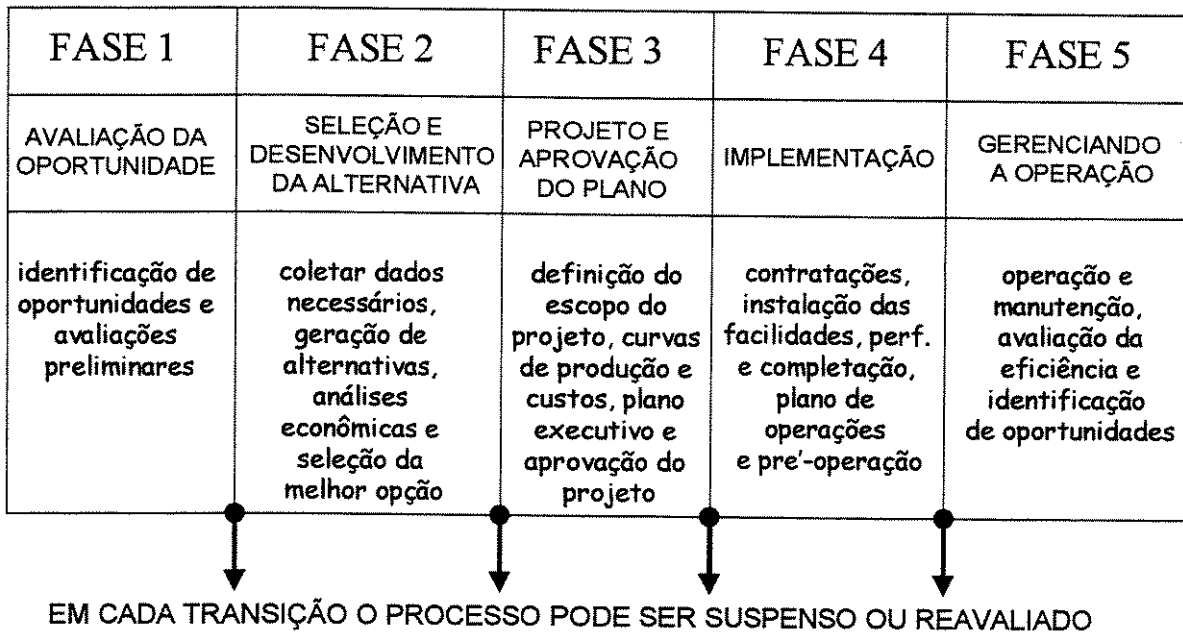 FASE 1
FASE 2
FASE 3
FASE 4
FASE 5
AVALIAÇÃO DA
OPORTUNIDADE
SELEÇÃO E
DESENVOLVIMENTO
DA ALTERNATIVA
PROJETO E
APROVAÇÃO
DO PLANO
IMPLEMENTAÇÃO
GERENCIANDO
A OPERAÇÃO
identificação de
oportunidades e
avaliações
preliminares
coletar dados
necessários,
geração de
alternativas,
análises
econômicas e
seleção da
melhor opção
definição do
escopo do
projeto, curvas
de produção e
custos, plano
executivo e
aprovação do
projeto
contratações,
instalação das
facilidades, perf.
e completação,
plano de
operações
e pre'-operação
operação e
manutenção,
avaliação da
eficiência e
identificação
de oportunidades
EM CADA TRANSIÇÃO O PROCESSO PODE SER SUSPENSO OU REAVALIADO